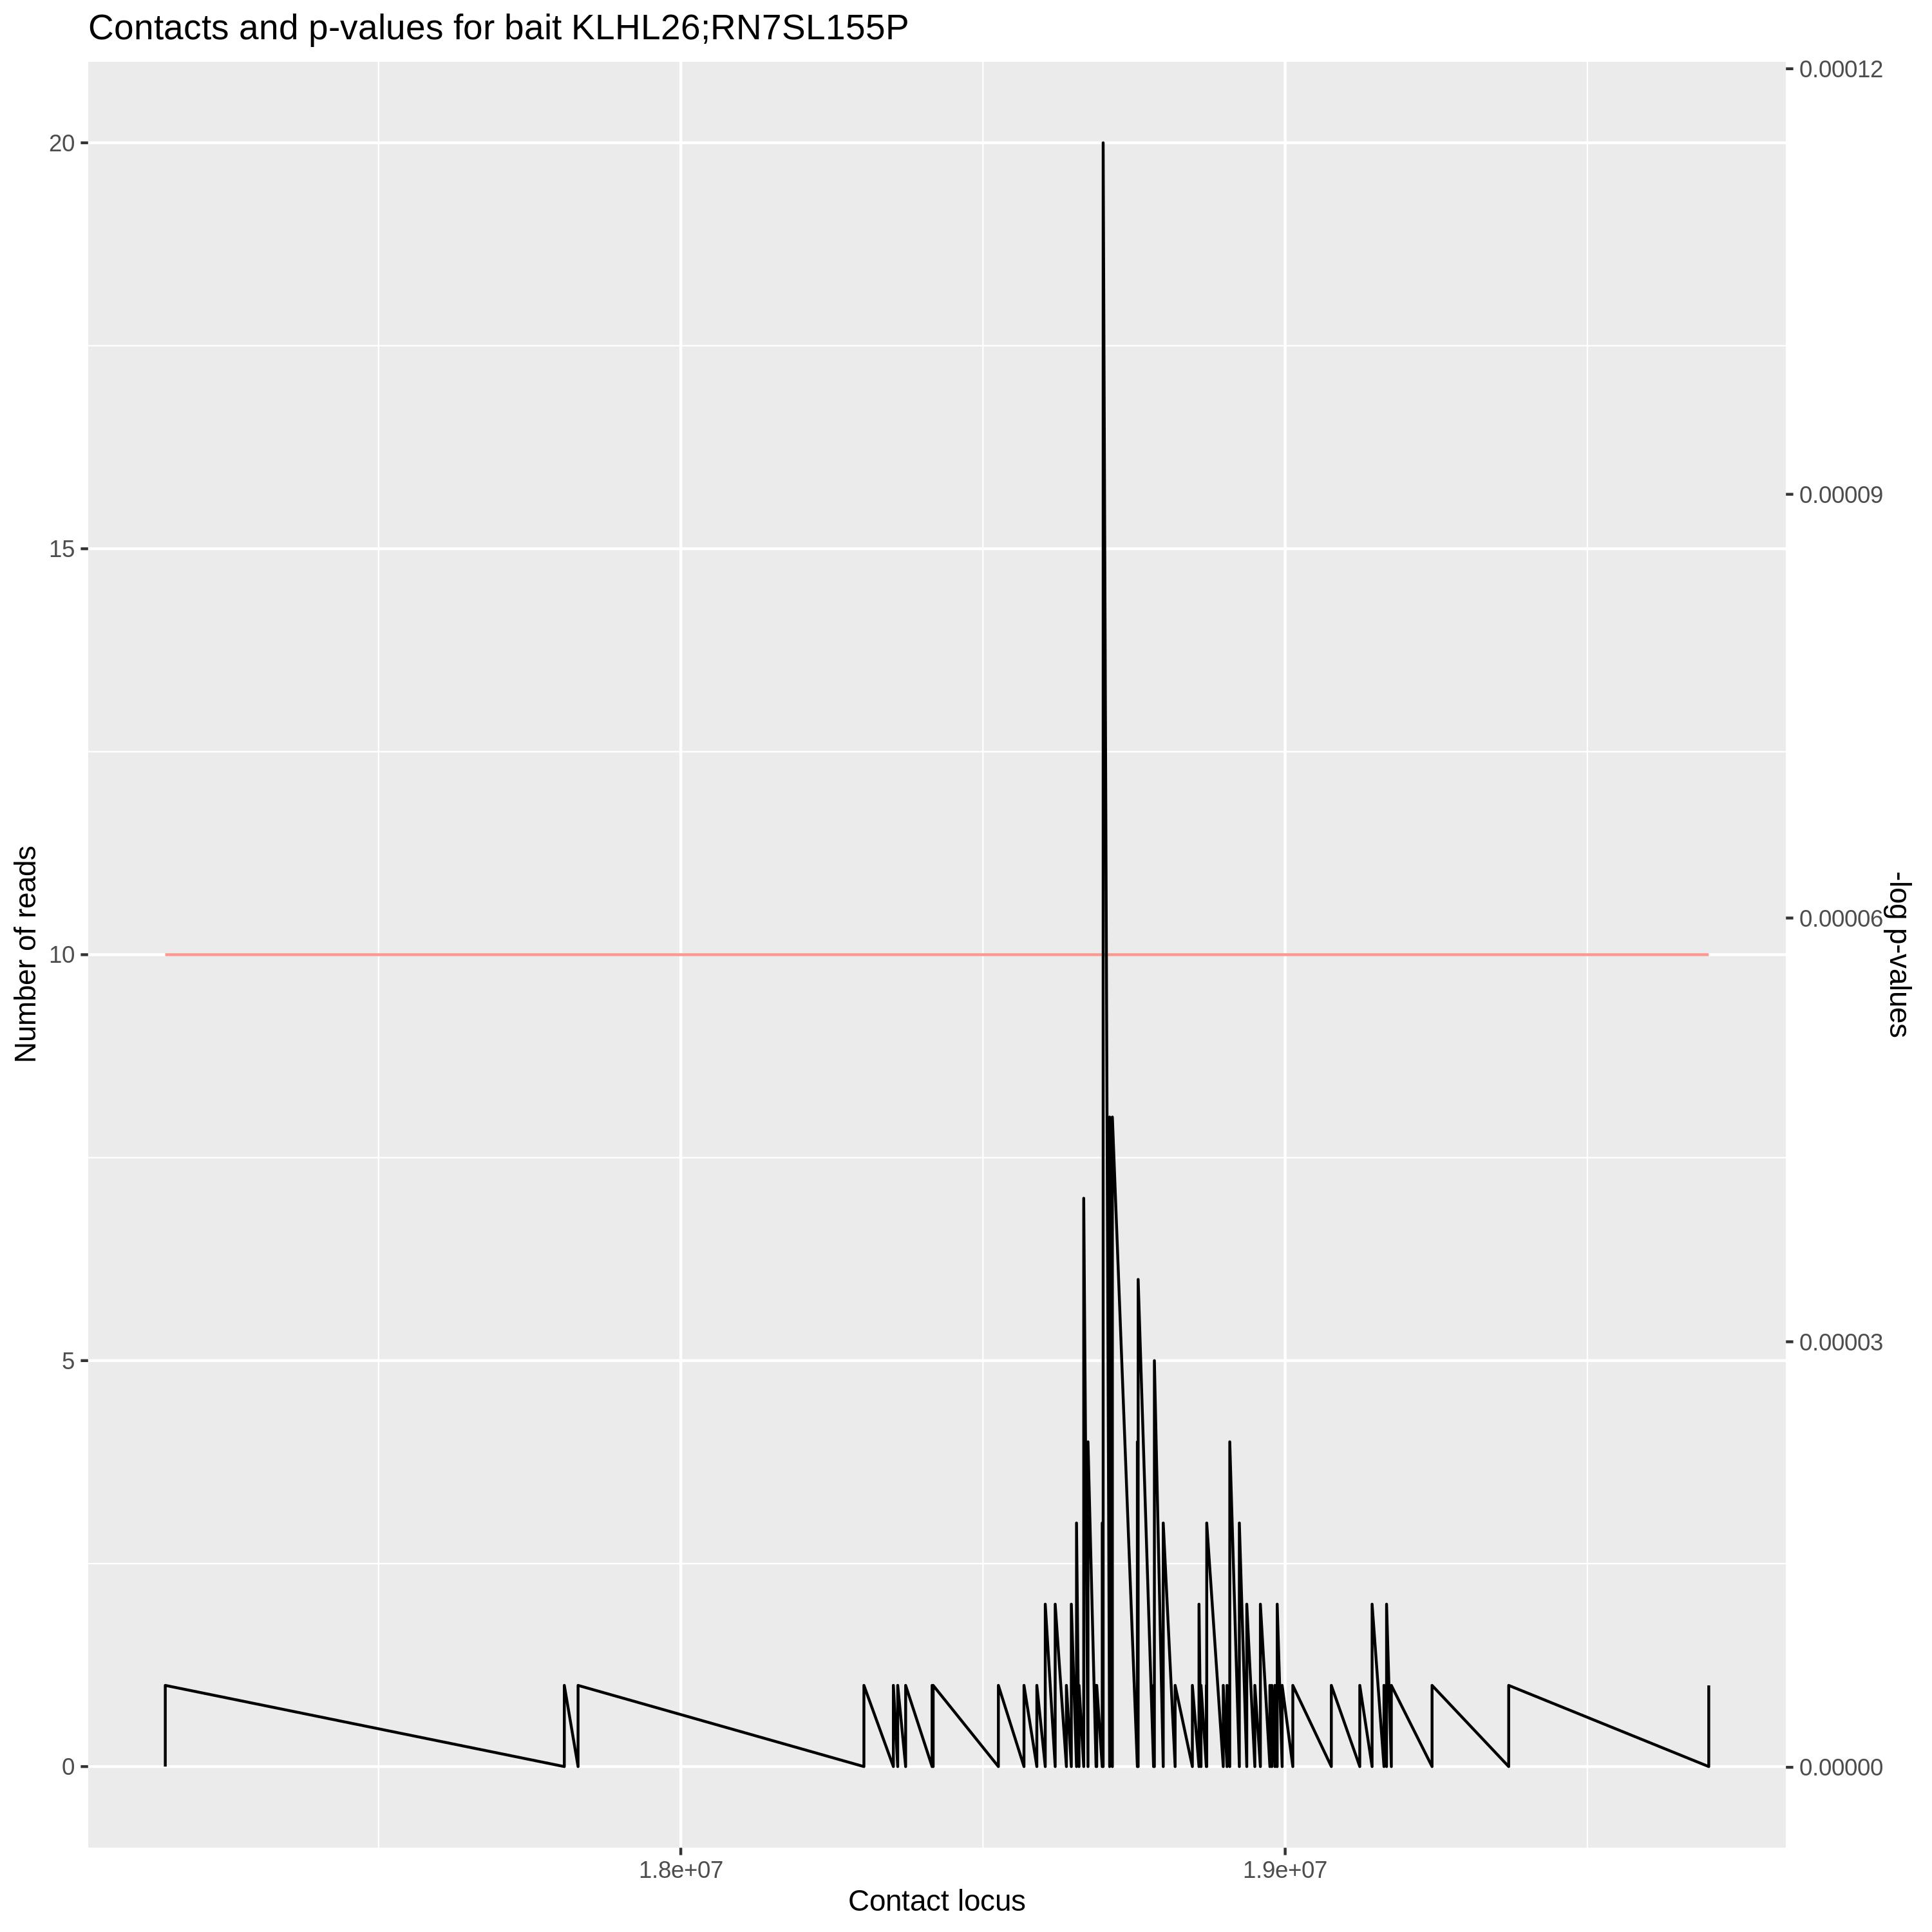 Contacts and p-values for bait KLHL26;RN7SL155P
20
15
10
5
0
Number of reads
0.00012
0.00009
0.00006
0.00003
0.00000
-log p-values
1.8e+07
1.9e+07
Contact locus